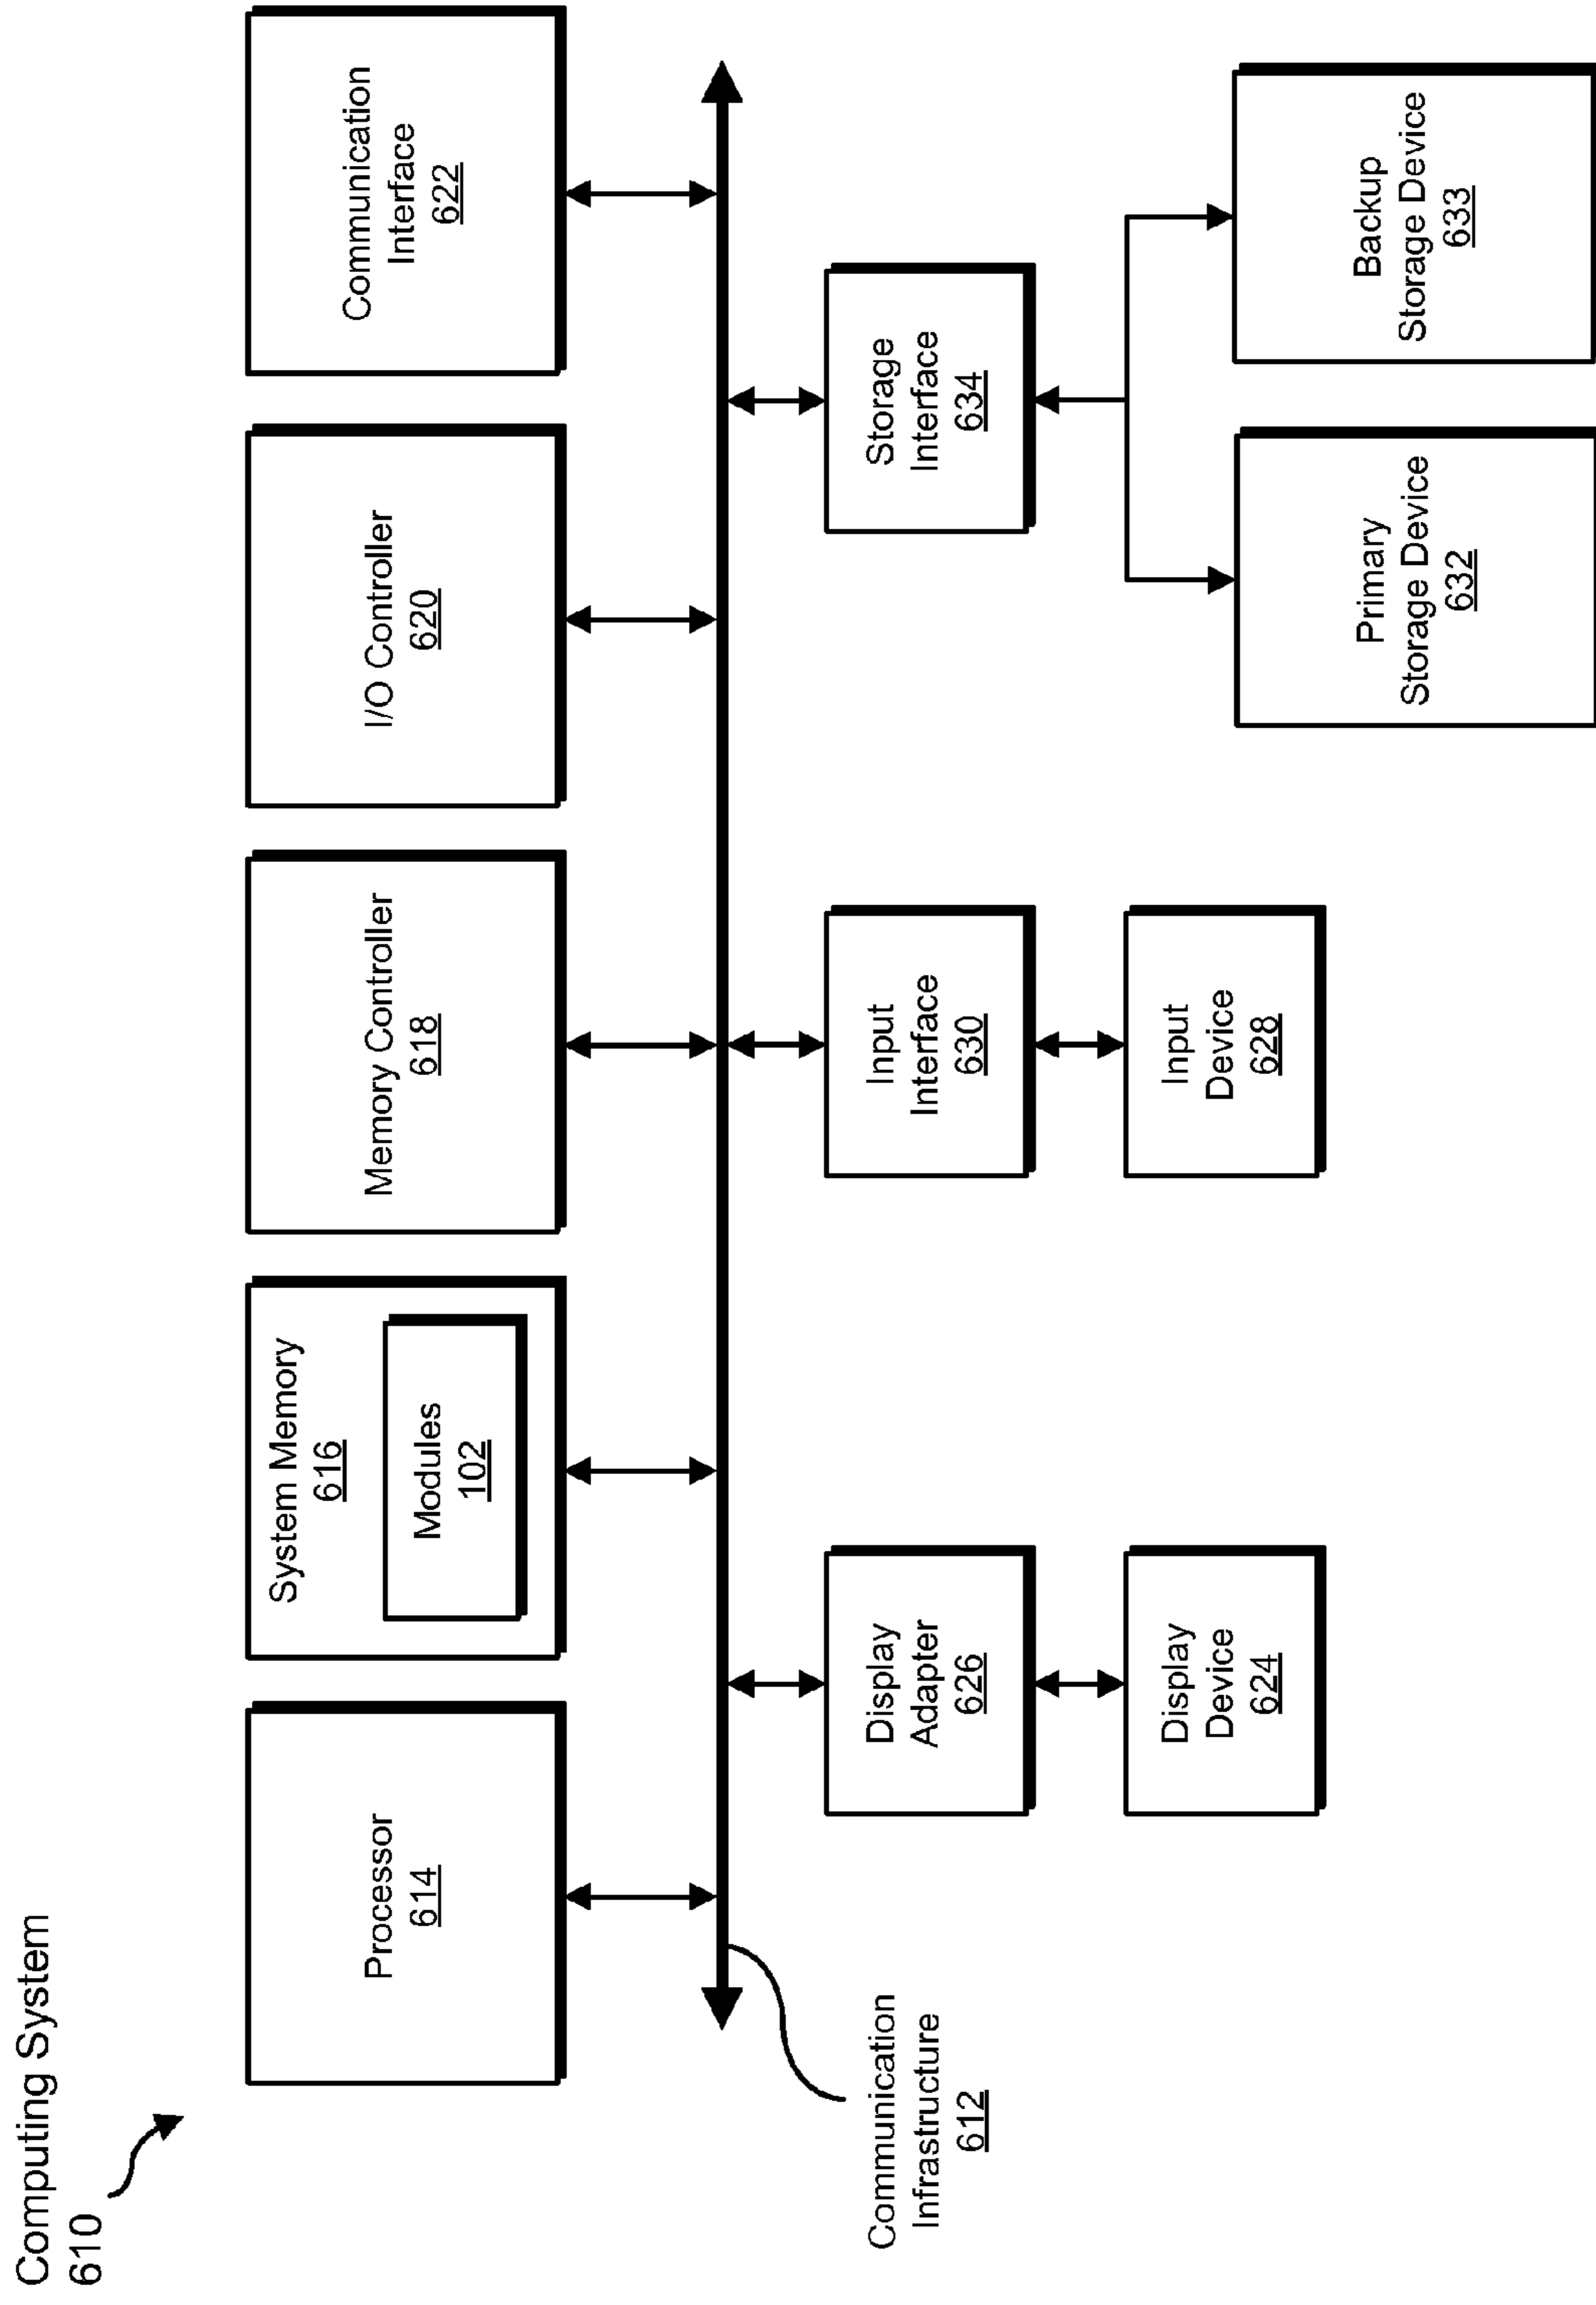 Computing System
610
Processor
614
System Memory
616
Modules
102
Memory Controller
618
I/O Controller
620
Communication
Interface
622
Communication
Infrastructure
612
Display
Adapter
626
Input
Interface
630
Storage
Interface
634
Display
Device
624
Input
Device
628
Primary
Storage Device
632
Backup
Storage Device
633